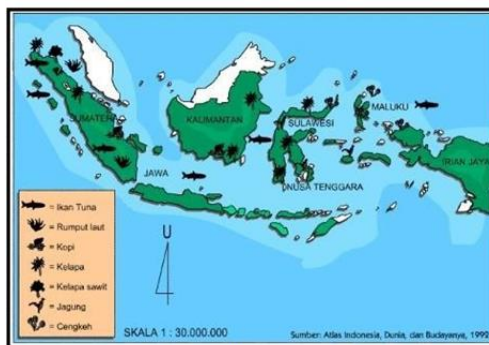 SUMATERA
KALIMANTAN
SULAWESI
MALUKU
IRIAN JAYA
JAWA
NUSA TENGGARA
= Ikan Tuna
= Rumput laut
= Kopi
= Kelapa
= Kelapa sawit
= Jagung
= Cengkeh
U
SKALA 1 : 30.000.000
Sumber: Atlas Indonesia, Dunia, dan Budayanya, 1992